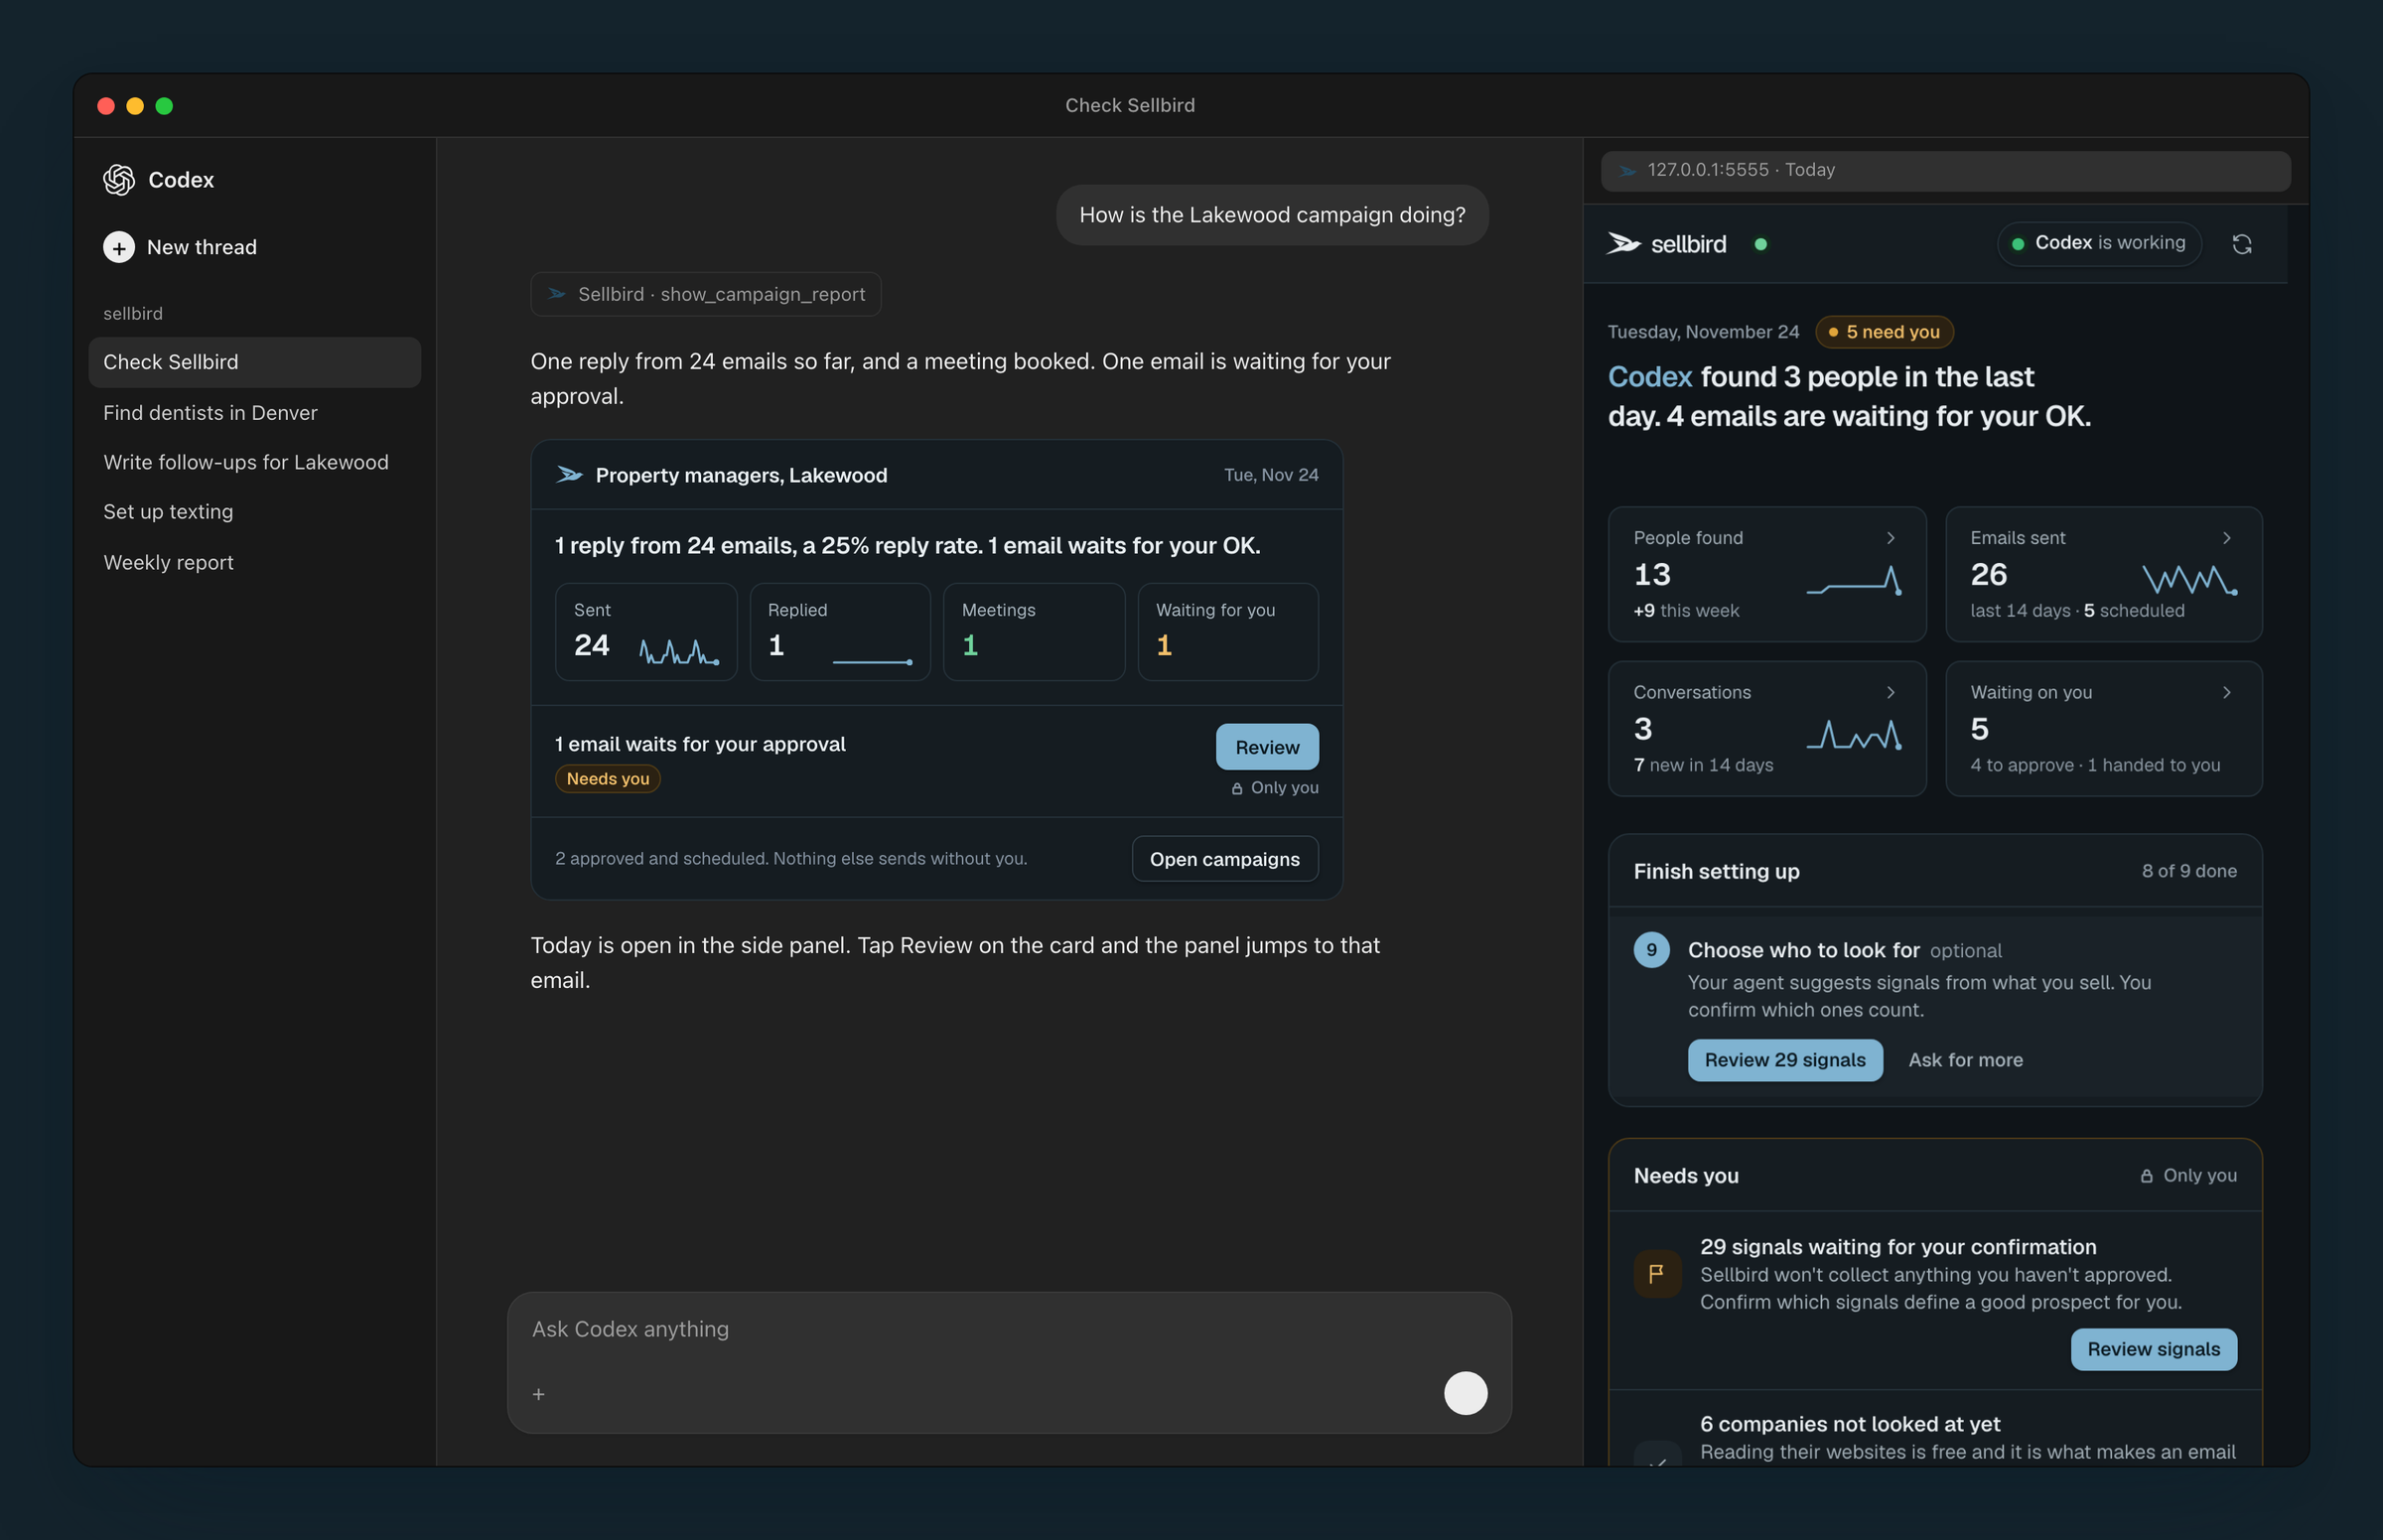 Check Sellbird
Codex
New thread
sellbird
Check Sellbird
Find dentists in Denver
Write follow-ups for Lakewood
Set up texting
Weekly report
How is the Lakewood campaign doing?
Sellbird · show_campaign_report
One reply from 24 emails so far, and a meeting booked. One email is waiting for your
approval.
Property managers, Lakewood
Tue, Nov 24
1 reply from 24 emails, a 25% reply rate. 1 email waits for your OK.
Sent
24
Replied
1
Meetings
1
Waiting for you
1
1 email waits for your approval
Needs you
Review
Only you
2 approved and scheduled. Nothing else sends without you.
Open campaigns
Today is open in the side panel. Tap Review on the card and the panel jumps to that
email.
Ask Codex anything
+
127.0.0.1:5555 · Today
sellbird
Codex is working
Tuesday, November 24
5 need you
Codex found 3 people in the last
day. 4 emails are waiting for your OK.
People found
13
+9 this week
Emails sent
26
last 14 days · 5 scheduled
Conversations
3
7 new in 14 days
Waiting on you
5
4 to approve · 1 handed to you
Finish setting up
8 of 9 done
9
Choose who to look for optional
Your agent suggests signals from what you sell. You
confirm which ones count.
Review 29 signals
Ask for more
Needs you
Only you
29 signals waiting for your confirmation
Sellbird won't collect anything you haven't approved.
Confirm which signals define a good prospect for you.
Review signals
6 companies not looked at yet
Reading their websites is free and it is what makes an email